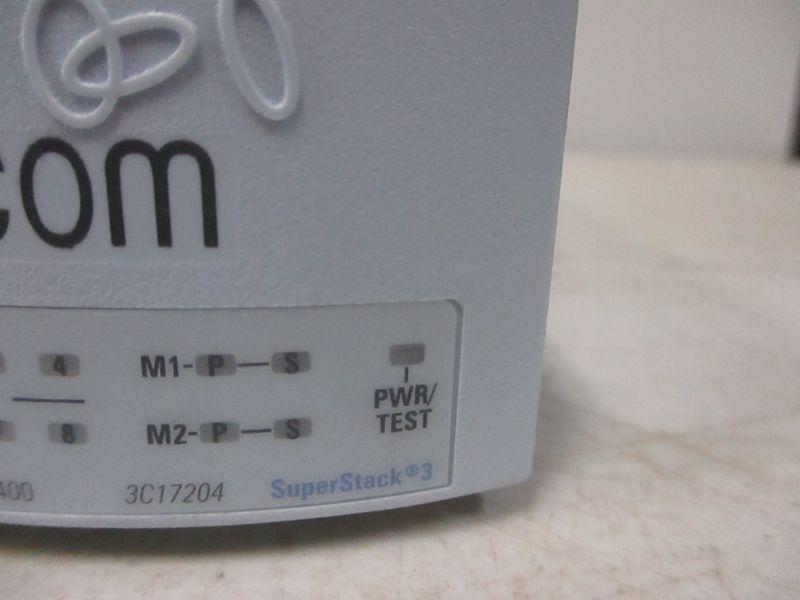 com
4 M1-P—S
PWR/
TEST
8 M2-P—S
400 3C17204 SuperStack®3